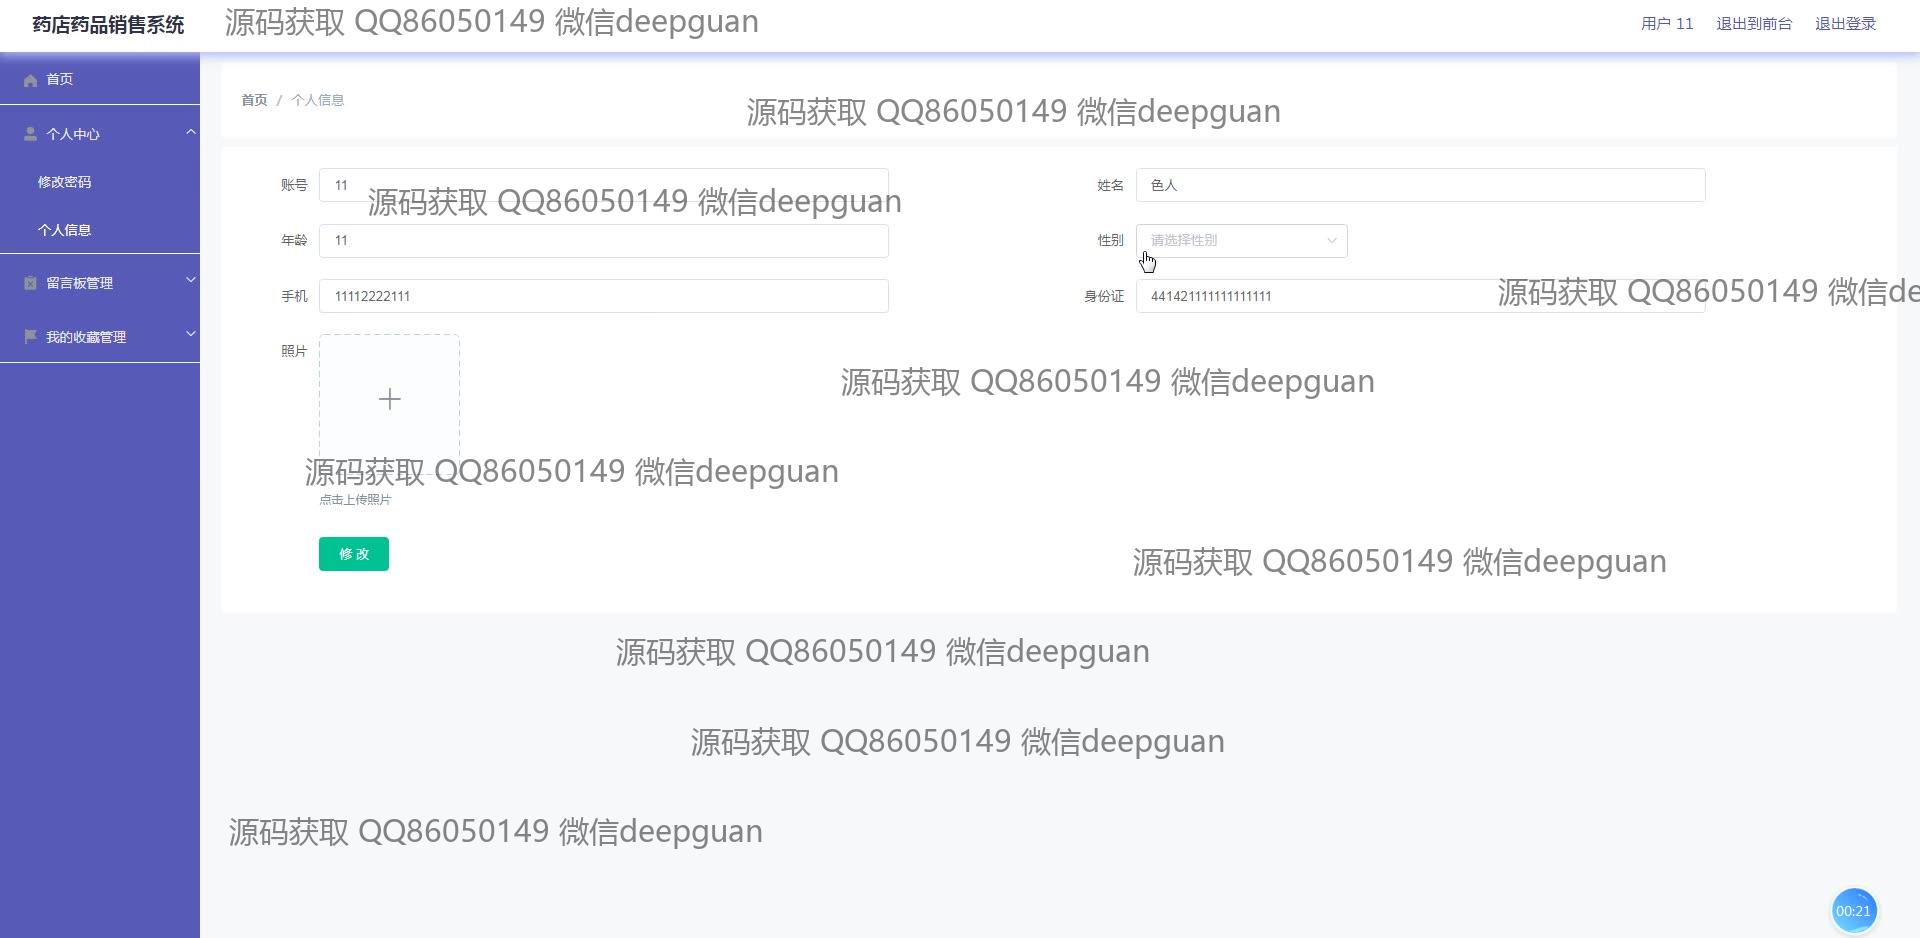 药店药品销售系统
源码获取 QQ86050149 微信deepguan
用户 11
退出到前台
退出登录
首页
个人中心
修改密码
个人信息
留言板管理
我的收藏管理
首页 / 个人信息
源码获取 QQ86050149 微信deepguan
账号 11
姓名 色人
源码获取 QQ86050149 微信deepguan
年龄 11
性别 请选择性别
手机 11112222111
身份证 441421111111111111
源码获取 QQ86050149 微信de
照片
源码获取 QQ86050149 微信deepguan
源码获取 QQ86050149 微信deepguan
点击上传照片
修改
源码获取 QQ86050149 微信deepguan
源码获取 QQ86050149 微信deepguan
源码获取 QQ86050149 微信deepguan
源码获取 QQ86050149 微信deepguan
00:21